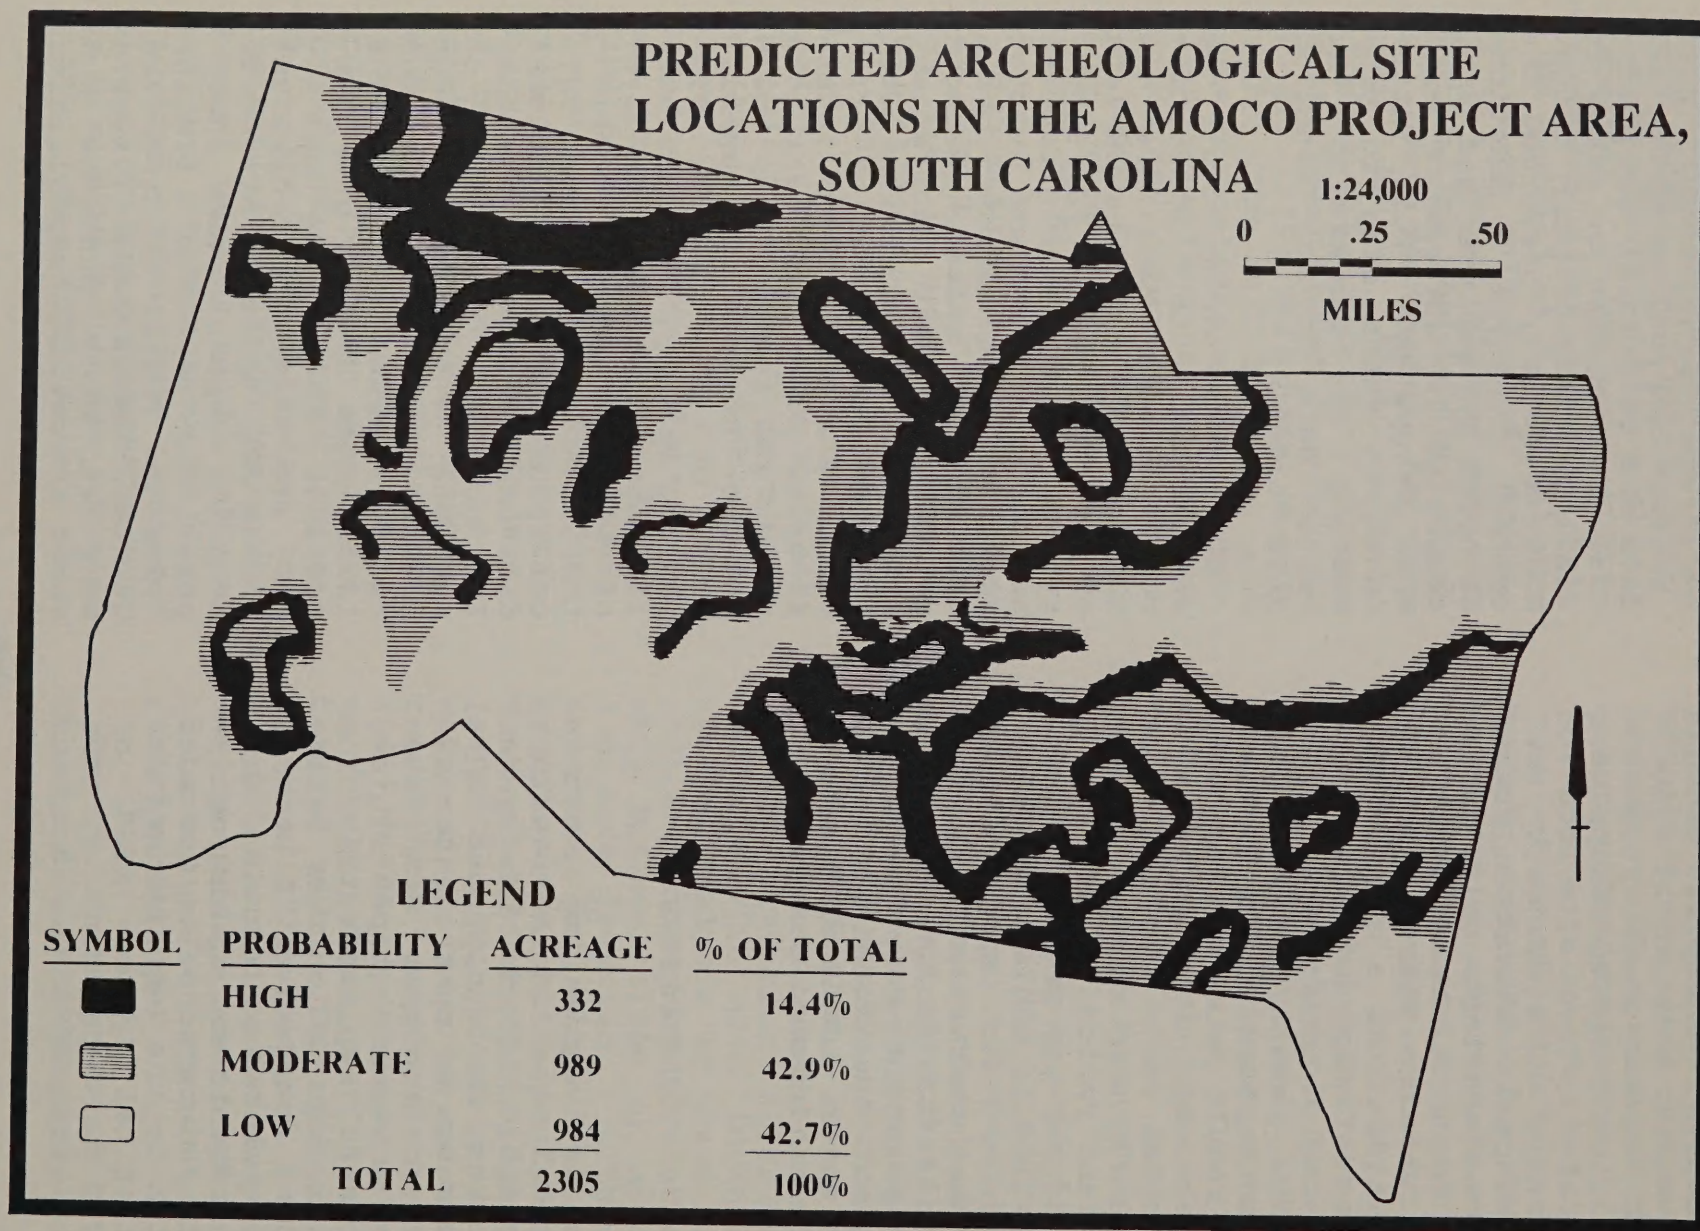 PREDICTED ARCHEOLOGICAL SITE
LOCATIONS IN THE AMOCO PROJECT AREA,
SOUTH CAROLINA
1:24,000
0 .25 .50
MILES
LEGEND
SYMBOL PROBABILITY ACREAGE % OF TOTAL
HIGH 332 14.4%
MODERATE 989 42.9%
LOW 984 42.7%
TOTAL 2305 100%